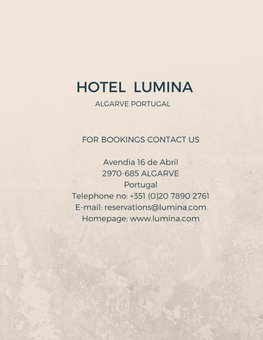 HOTEL LUMINA
ALGARVE PORTUGAL
FOR BOOKINGS CONTACT US
Avendia 16 de Abril
2970-685 ALGARVE
Portugal
Telephone no: +351 (0)20 7890 2761
E-mail: reservations@lumina.com
Homepage: www.lumina.com